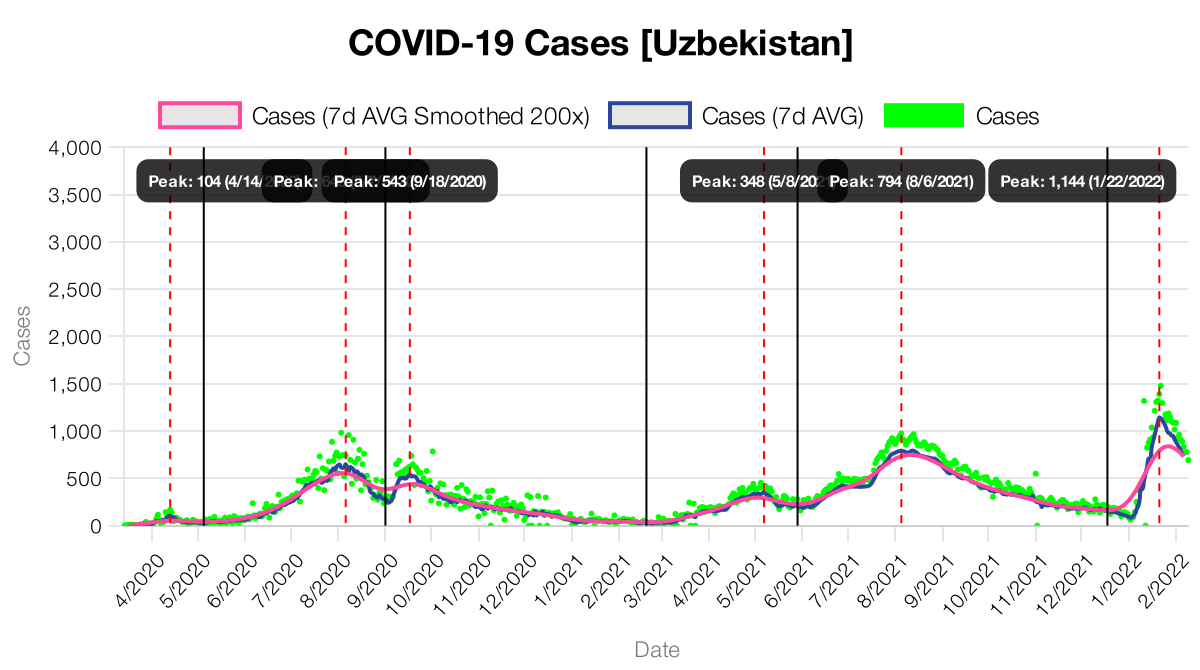 COVID-19 Cases [Uzbekistan]
Cases (7d AVG Smoothed 200x)
Cases (7d AVG)
Cases
4,000
3,500
3,000
2,500
2,000
1,500
1,000
500
0
Peak: 104 (4/14/
Peak:
Peak: 543 (9/18/2020)
Peak: 348 (5/8/202
Peak: 794 (8/6/2021)
Peak: 1,144 (1/22/2022)
Cases
4/2020
5/2020
6/2020
7/2020
8/2020
9/2020
10/2020
11/2020
12/2020
1/2021
2/2021
3/2021
4/2021
5/2021
6/2021
7/2021
8/2021
9/2021
10/2021
11/2021
12/2021
1/2022
2/2022
Date